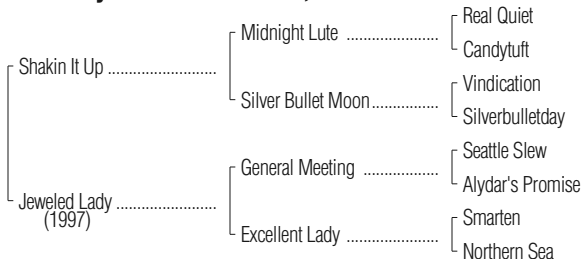 Real Quiet
Midnight Lute ..................
Candytuft
Shakin It Up .....................
Vindication
Silver Bullet Moon.............
Silverbulletday
Seattle Slew
General Meeting ...............
Alydar's Promise
Jeweled Lady ...................
(1997)
Smarten
Excellent Lady ..................
Northern Sea